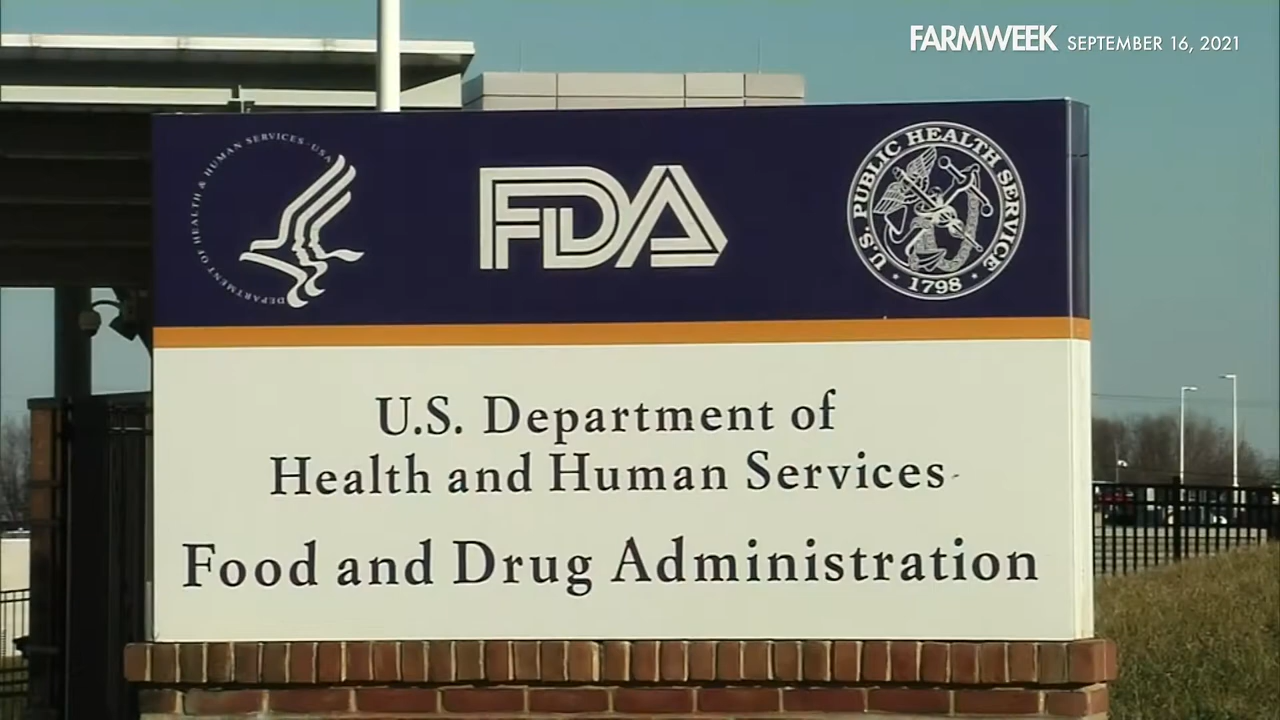 FARMWEEK SEPTEMBER 16, 2021
DEPARTMENT OF HEALTH & HUMAN SERVICES · USA
FDA
U.S. PUBLIC HEALTH SERVICE
· 1798 ·
U.S. Department of
Health and Human Services
Food and Drug Administration